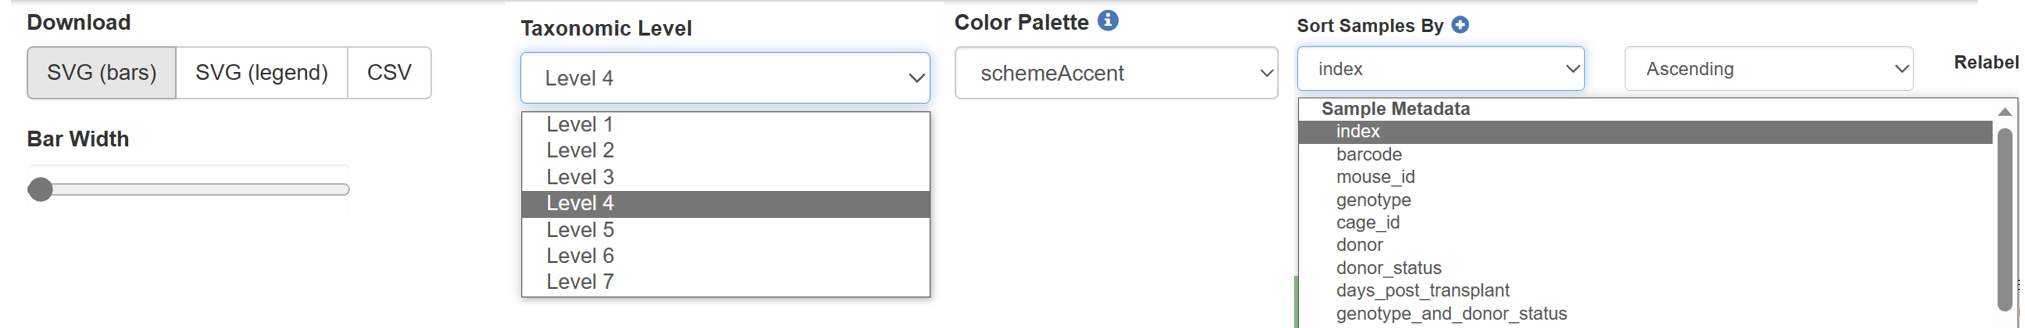 Download
SVG (bars) SVG (legend) CSV
Bar Width
Taxonomic Level
Level 4
Level 1
Level 2
Level 3
Level 4
Level 5
Level 6
Level 7
Color Palette
schemeAccent
Sort Samples By
index
Ascending
Relabel
Sample Metadata
index
barcode
mouse_id
genotype
cage_id
donor
donor_status
days_post_transplant
genotype_and_donor_status